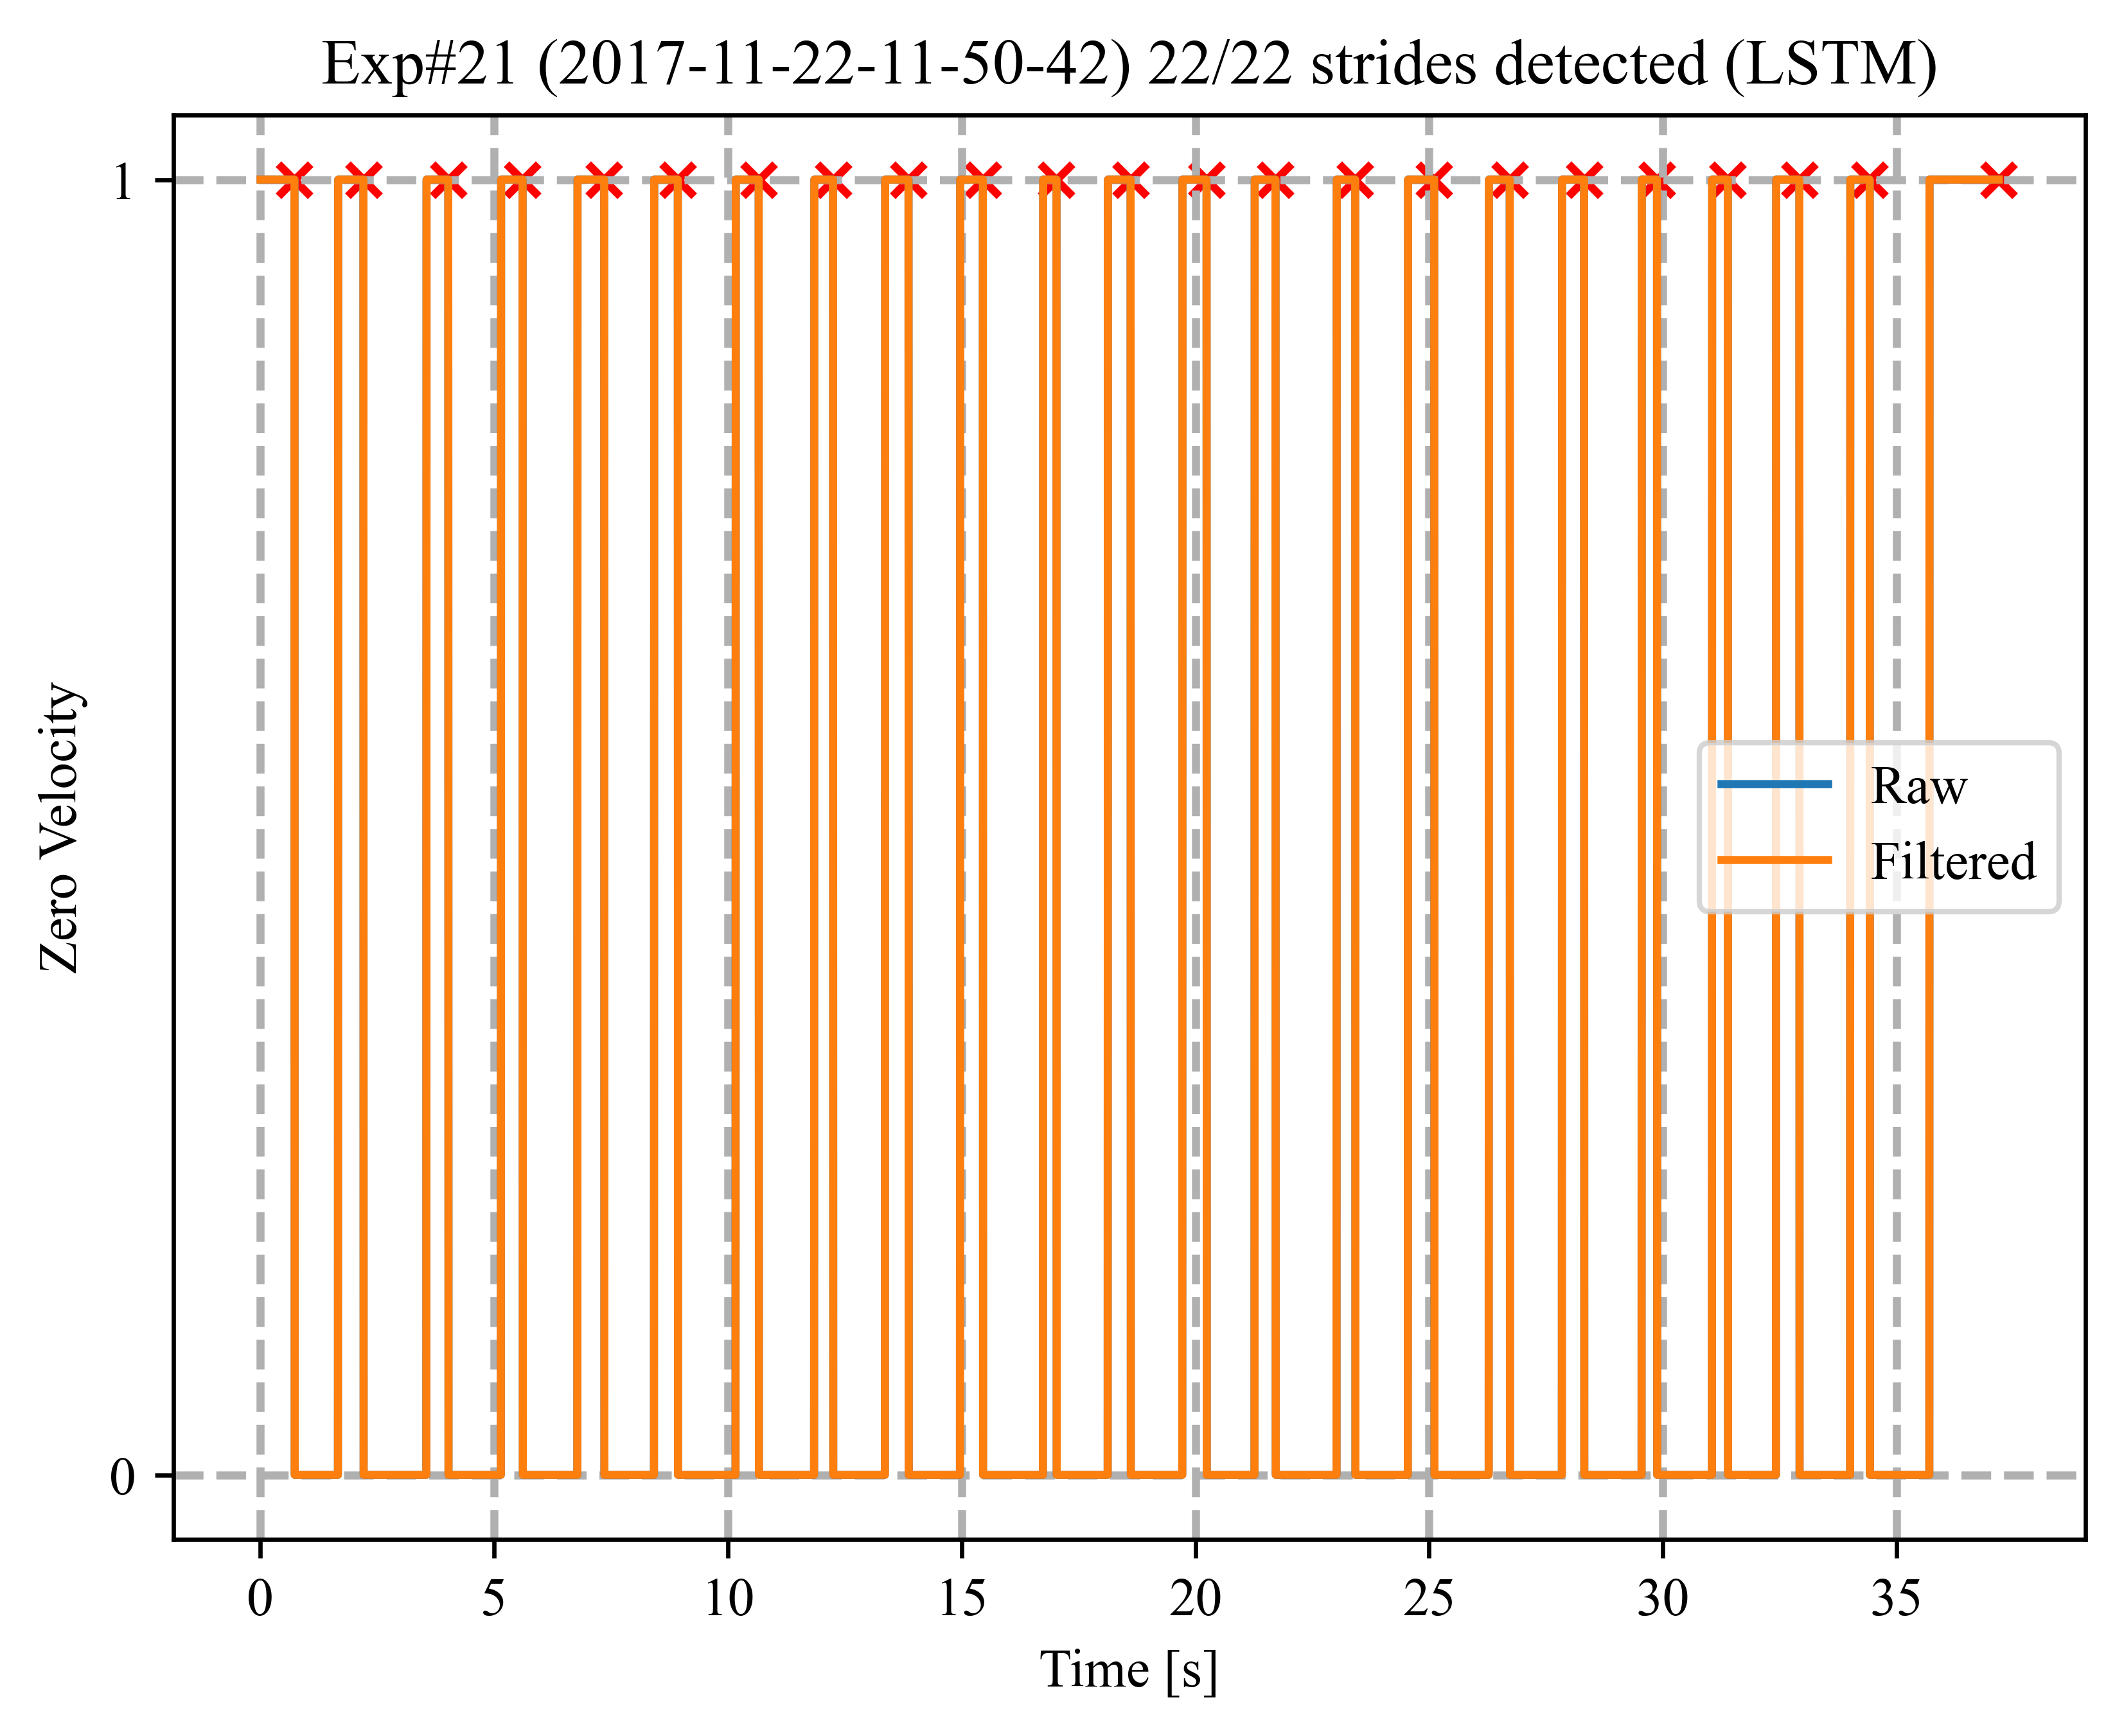 Exp#21 (2017-11-22-11-50-42) 22/22 strides detected (LSTM)
1
Zero Velocity
Raw
Filtered
0
0 5 10 15 20 25 30 35
Time [s]